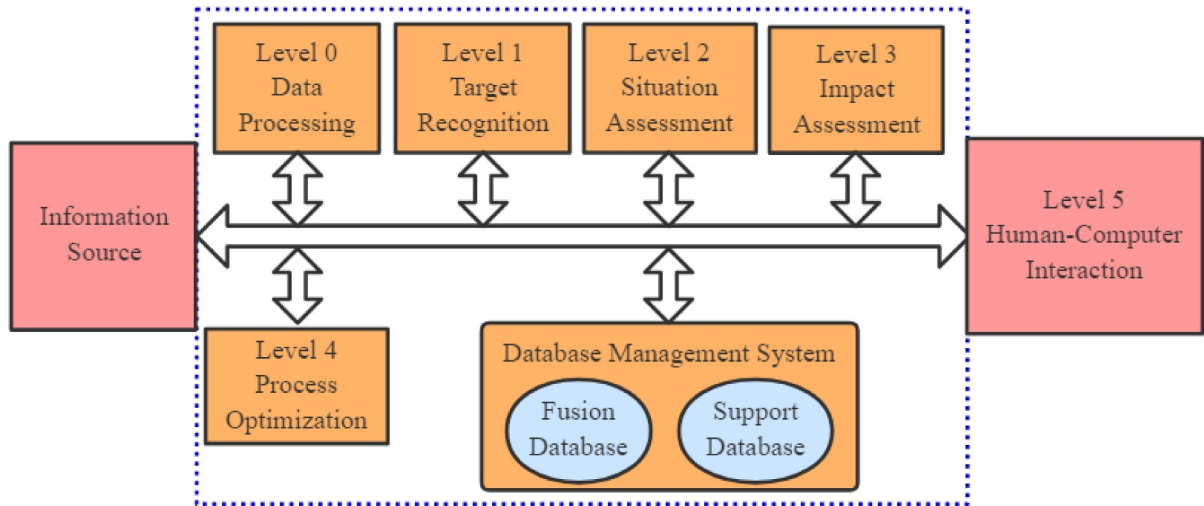 Level 0
Data
Processing
Level 1
Target
Recognition
Level 2
Situation
Assessment
Level 3
Impact
Assessment
Information
Source
Level 5
Human-Computer
Interaction
Level 4
Process
Optimization
Database Management System
Fusion
Database
Support
Database